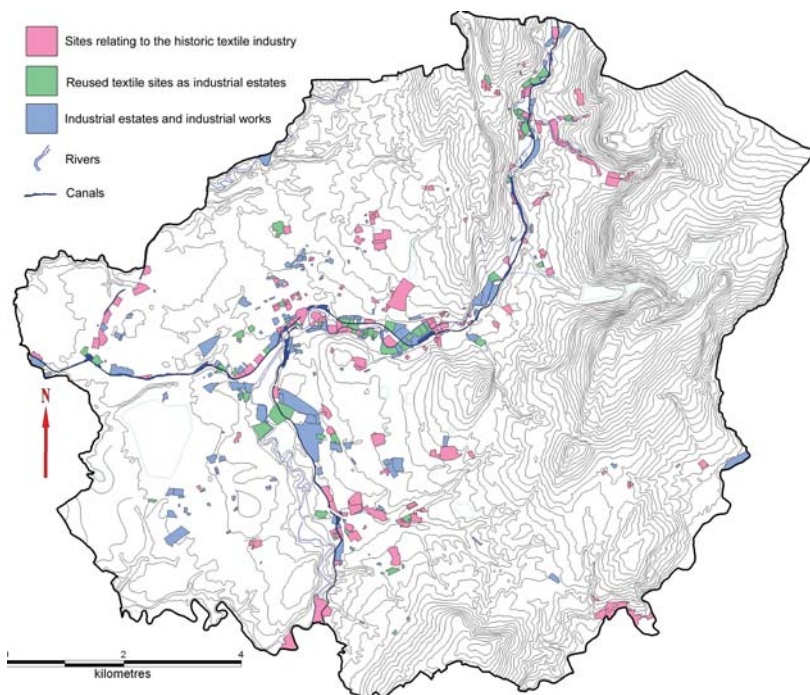 Sites relating to the historic textile industry
Reused textile sites as industrial estates
Industrial estates and industrial works
Rivers
Canals
N
2 4
kilometres